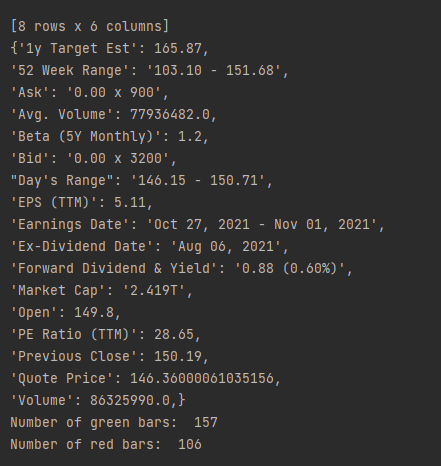 [8 rows x 6 columns]
{'1y Target Est': 165.87,
'52 Week Range': '103.10 - 151.68',
'Ask': '0.00 x 900',
'Avg. Volume': 77936482.0,
'Beta (5Y Monthly)': 1.2,
'Bid': '0.00 x 3200',
"Day's Range": '146.15 - 150.71',
'EPS (TTM)': 5.11,
'Earnings Date': 'Oct 27, 2021 - Nov 01, 2021',
'Ex-Dividend Date': 'Aug 06, 2021',
'Forward Dividend & Yield': '0.88 (0.60%)',
'Market Cap': '2.419T',
'Open': 149.8,
'PE Ratio (TTM)': 28.65,
'Previous Close': 150.19,
'Quote Price': 146.36000061035156,
'Volume': 86325990.0,}
Number of green bars:  157
Number of red bars:  106